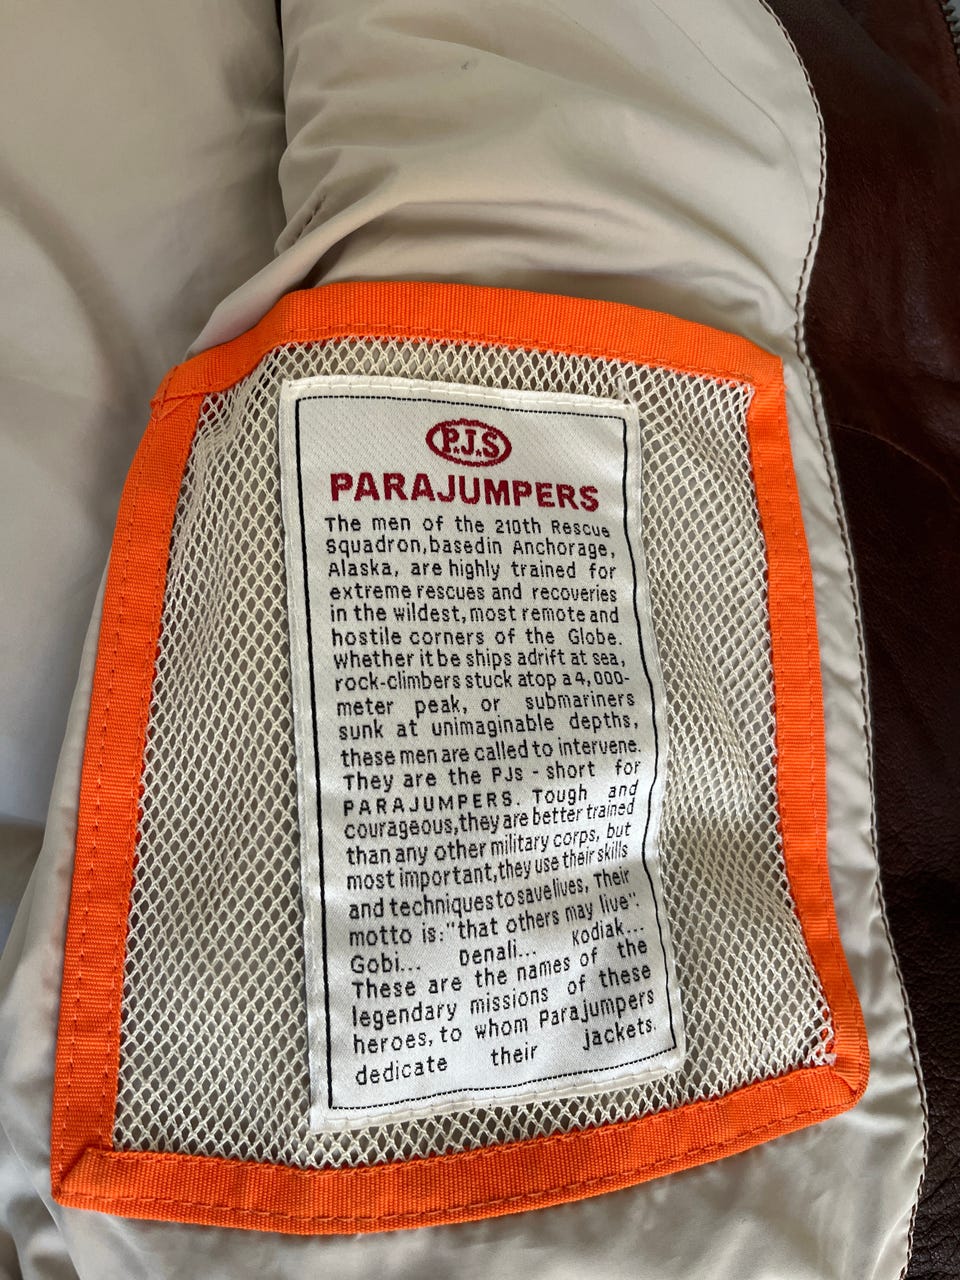 P.J.S
PARAJUMPERS
The men of the 210th Rescue
Squadron,basedin Anchorage,
Alaska, are highly trained for
extreme rescues and recoveries
in the wildest, most remote and
hostile corners of the Globe.
Whether it be ships adrift at sea,
rock-climbers stuck atop a 4,000-
meter peak, or submariners
sunk at unimaginable depths,
these men are called to intervene.
They are the PJs - short for
PARAJUMPERS. Tough and
courageous,they are better trained
than any other military corps, but
most important,they use their skills
and techniques to save lives, Their
motto is:"that others may live".
Gobi... Denali... Kodiak...
These are the names of the
legendary missions of these
heroes, to whom Parajumpers
dedicate their jackets.